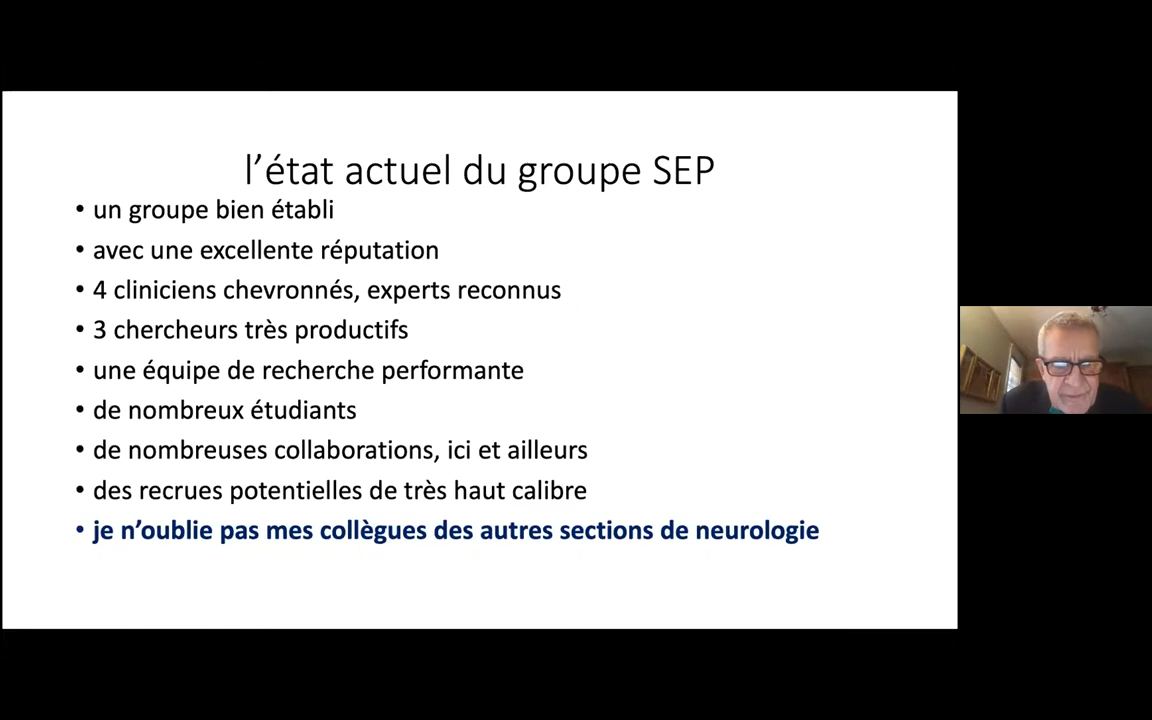 l’état actuel du groupe SEP
• un groupe bien établi
• avec une excellente réputation
• 4 cliniciens chevronnés, experts reconnus
• 3 chercheurs très productifs
• une équipe de recherche performante
• de nombreux étudiants
• de nombreuses collaborations, ici et ailleurs
• des recrues potentielles de très haut calibre
• je n’oublie pas mes collègues des autres sections de neurologie